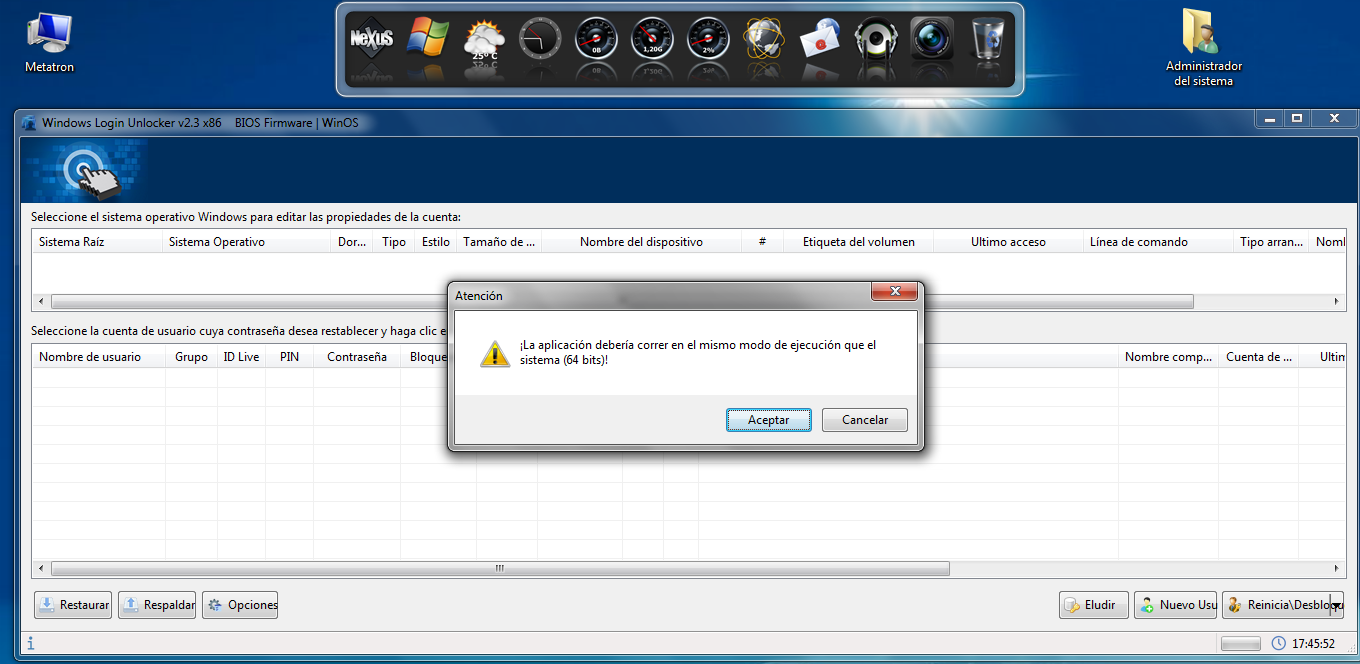 Metatron
NeXuS
25° C
0B
1,20G
2%
Administrador
del sistema
Windows Login Unlocker v2.3 x86 BIOS Firmware | WinOS
Seleccione el sistema operativo Windows para editar las propiedades de la cuenta:
Sistema Raíz Sistema Operativo Dor... Tipo Estilo Tamaño de ... Nombre del dispositivo # Etiqueta del volumen Ultimo acceso Línea de comando Tipo arran... Noml
Atención
Seleccione la cuenta de usuario cuya contraseña desea restablecer y haga clic e
¡La aplicación debería correr en el mismo modo de ejecución que el
sistema (64 bits)!
Nombre de usuario Grupo ID Live PIN Contraseña Bloque Nombre comp... Cuenta de ... Ultin
Aceptar Cancelar
Restaurar Respaldar Opciones Eludir Nuevo Usu Reinicia\Desbloqu
17:45:52